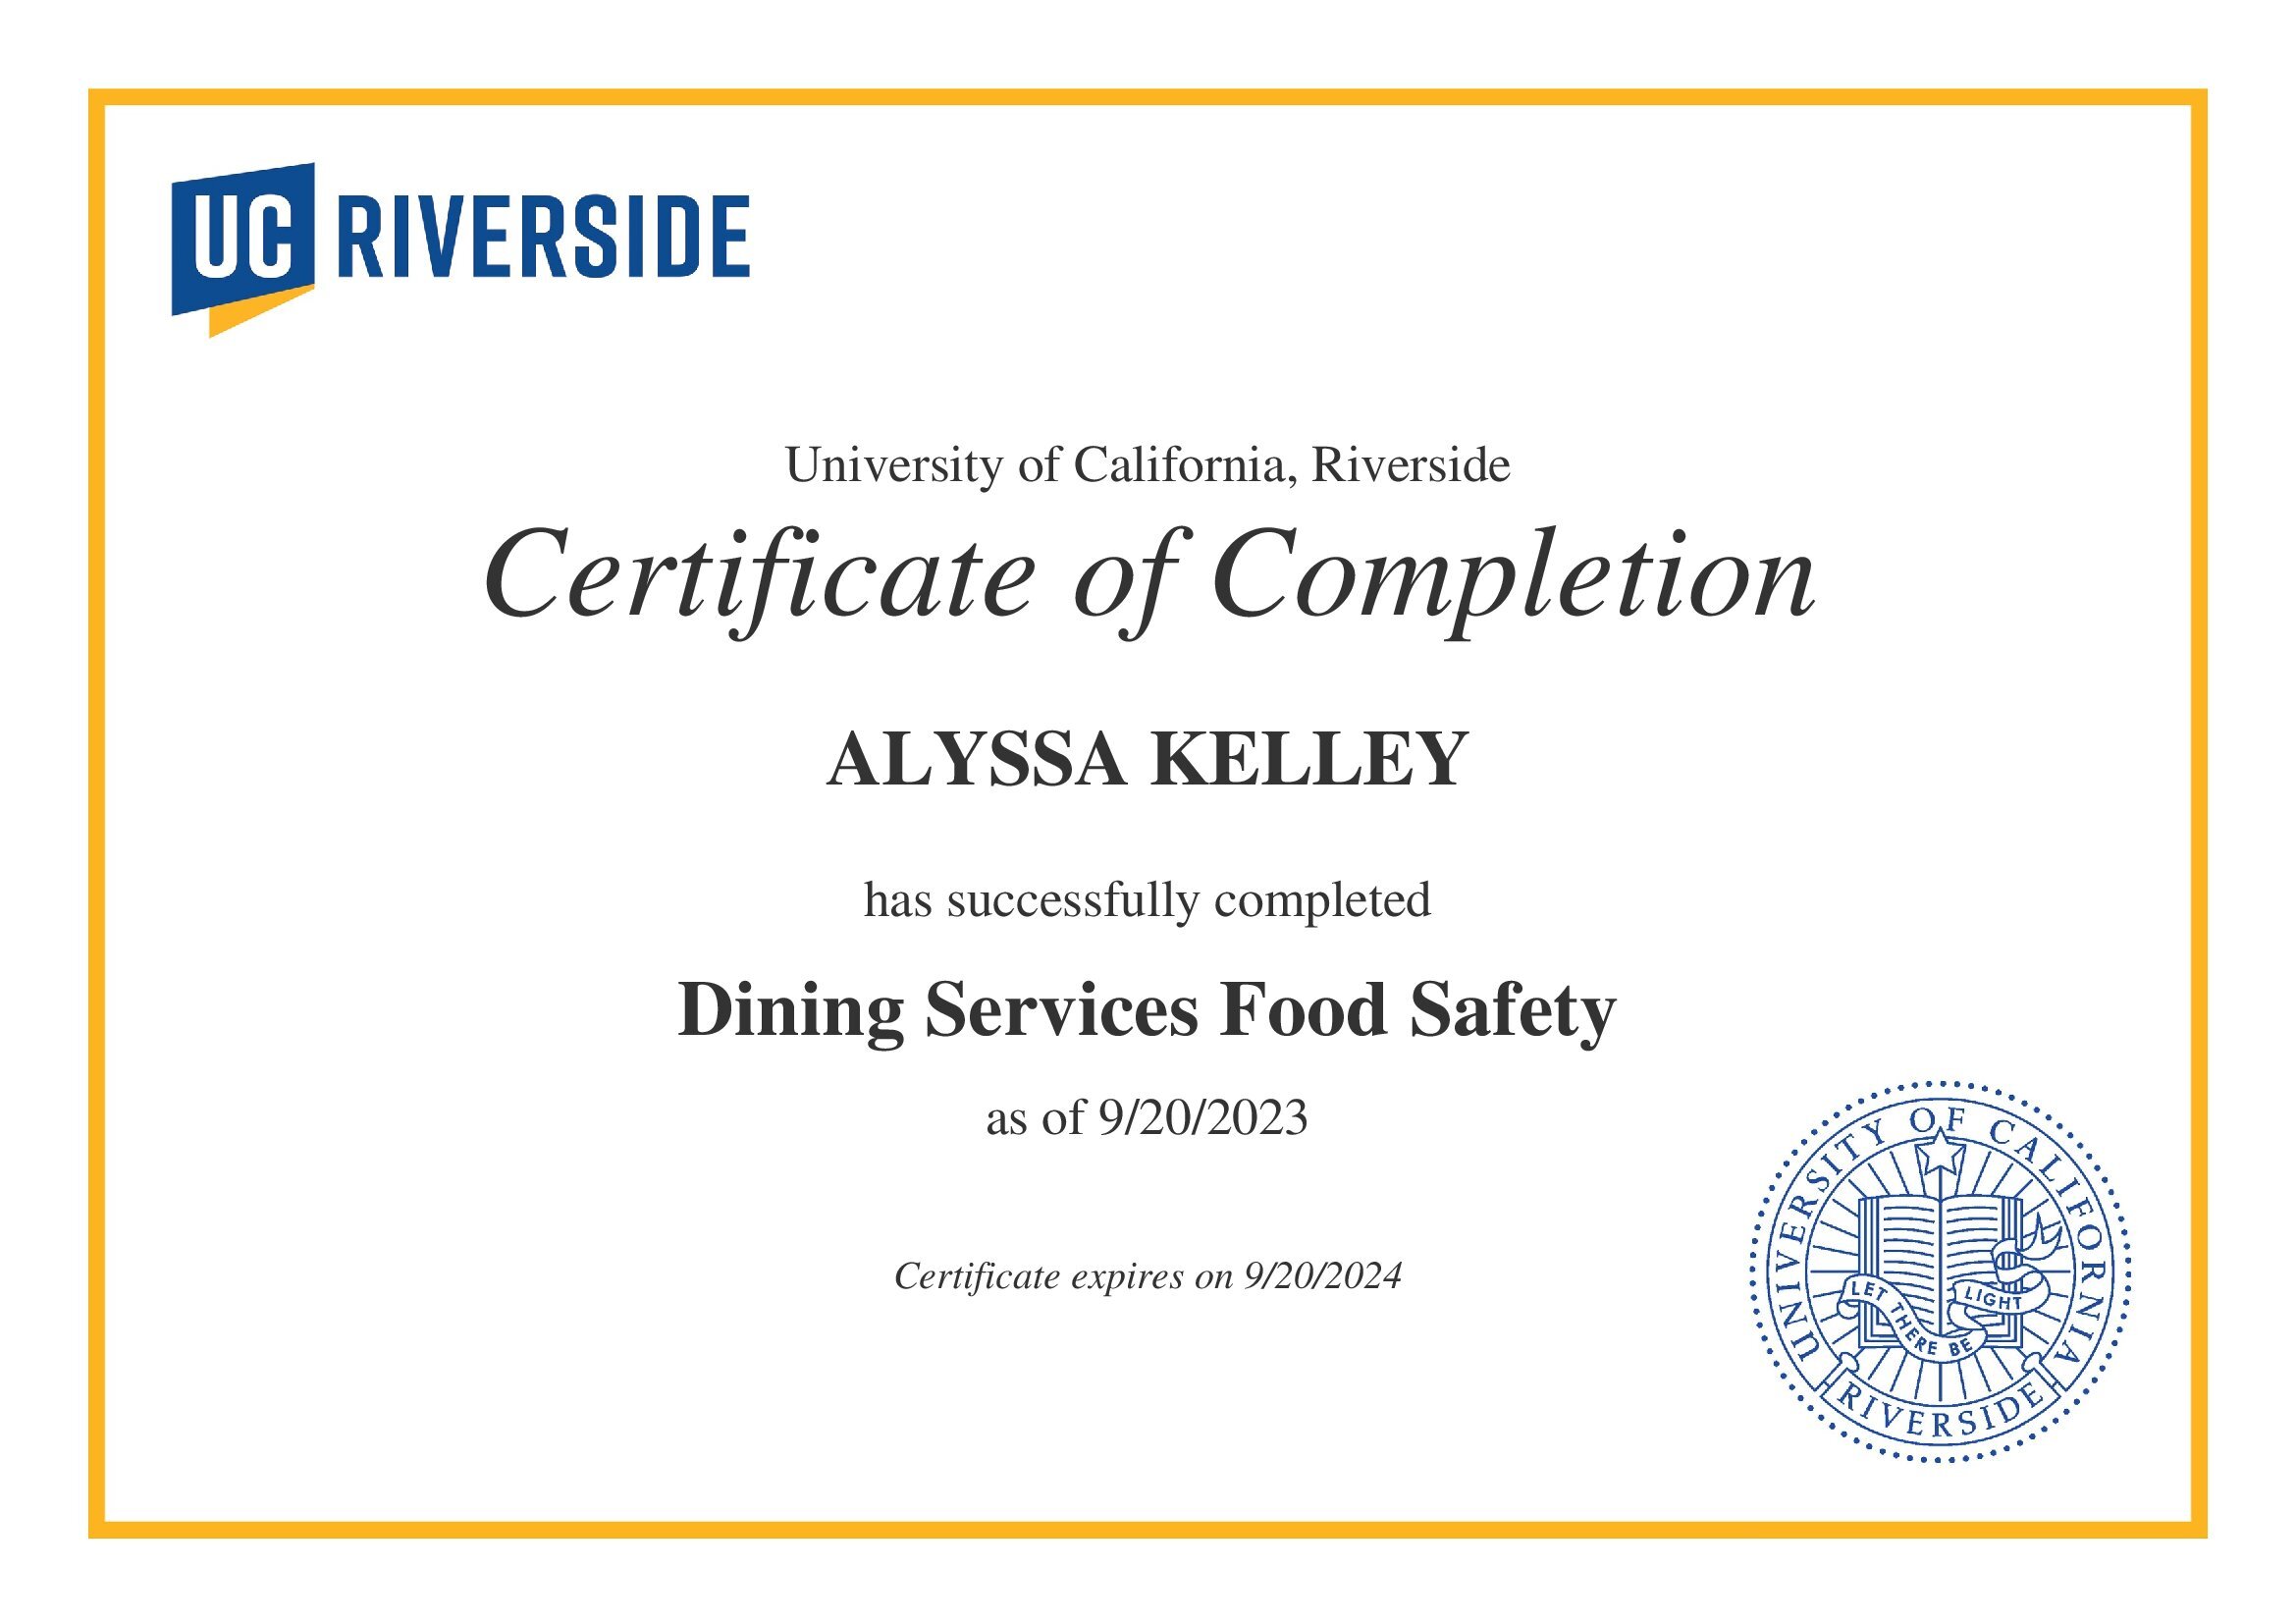 UC RIVERSIDE
University of California, Riverside
Certificate of Completion
ALYSSA KELLEY
has successfully completed
Dining Services Food Safety
as of 9/20/2023
Certificate expires on 9/20/2024
UNIVERSITY OF CALIFORNIA
LET THERE BE LIGHT
RIVERSIDE